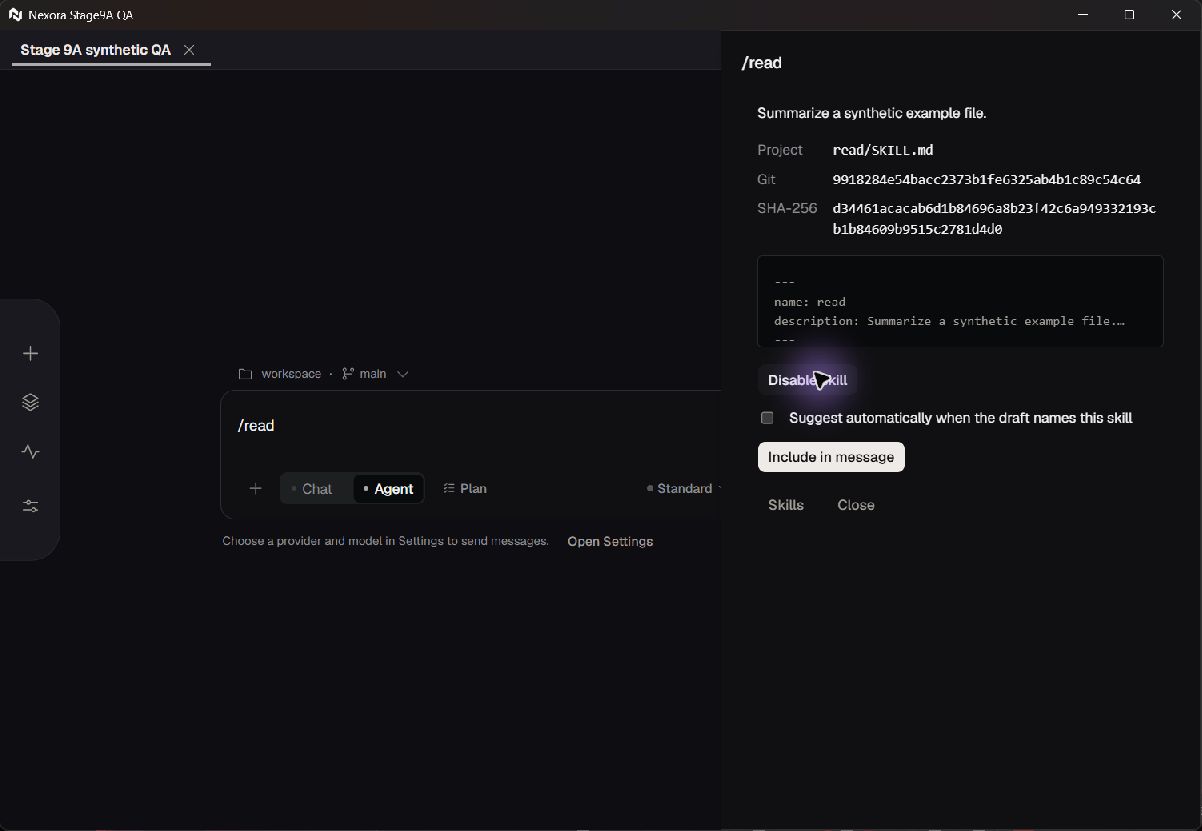 Nexora Stage9A QA
Stage 9A synthetic QA
/read
Summarize a synthetic example file.
Project read/SKILL.md
Git 9918284e54bacc2373b1fe6325ab4b1c89c54c64
SHA-256 d34461acacab6d1b84696a8b23f42c6a949332193c
b1b84609b9515c2781d4d0
---
name: read
description: Summarize a synthetic example file.…
---
Disable kill
Suggest automatically when the draft names this skill
Include in message
Skills Close
workspace · main
/read
Chat Agent Plan Standard
Choose a provider and model in Settings to send messages. Open Settings